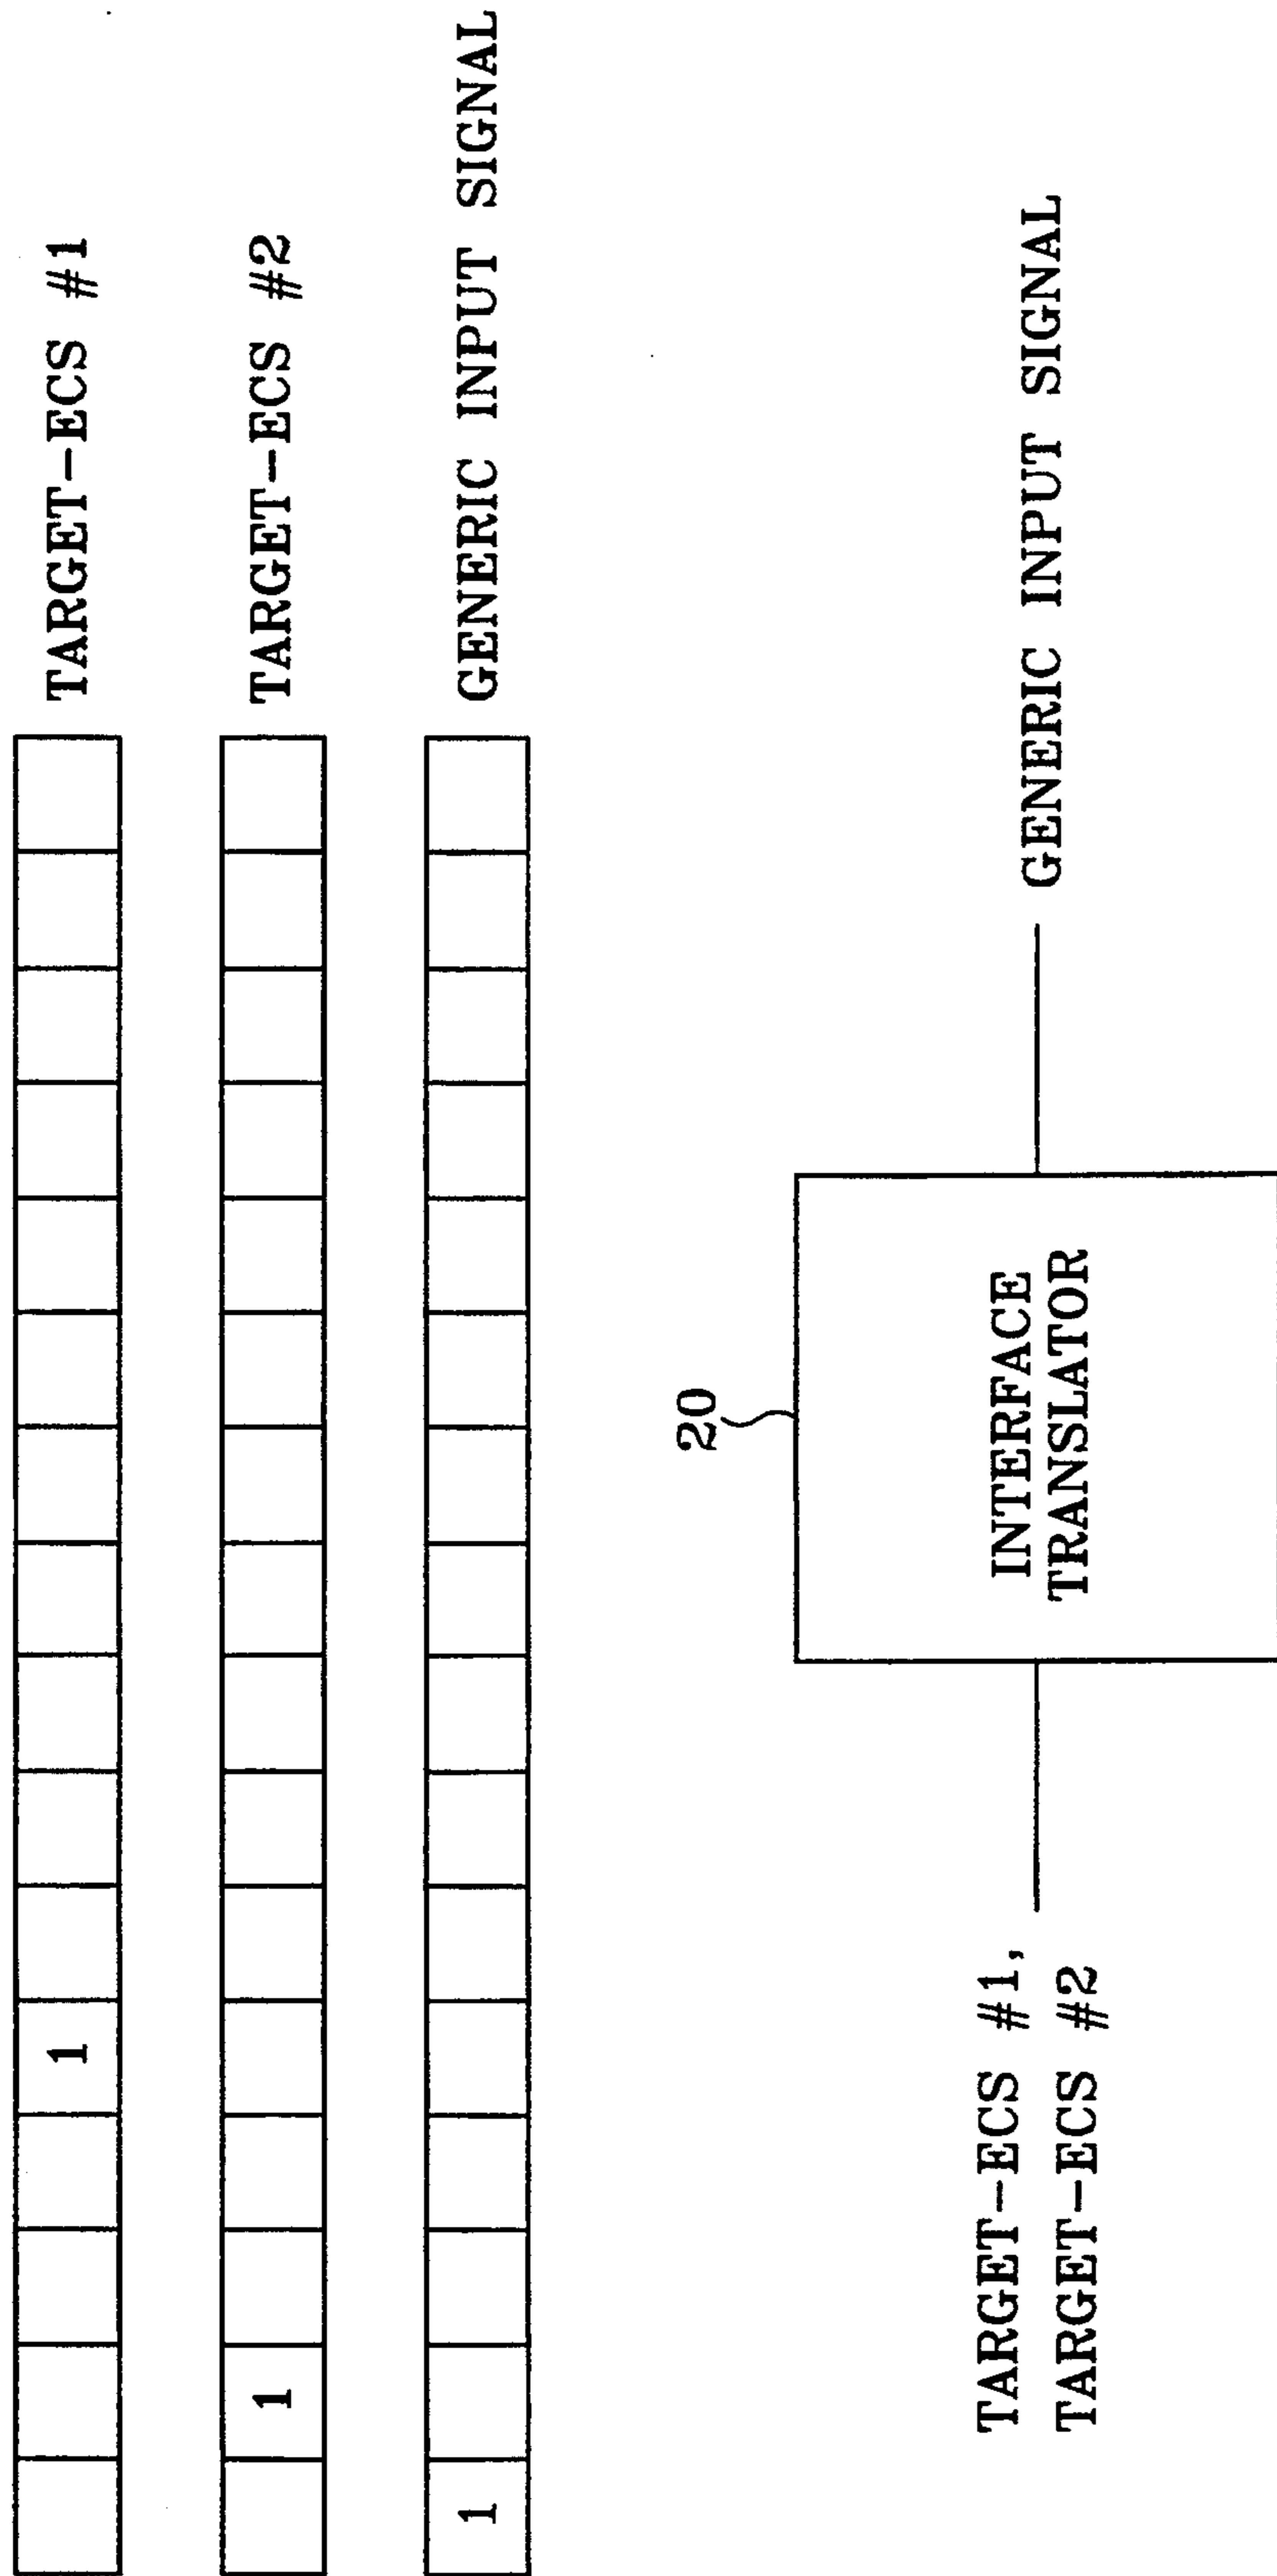 1
TARGET-ECS #1
1
TARGET-ECS #2
1
GENERIC INPUT SIGNAL
20
TARGET-ECS #1,
TARGET-ECS #2
INTERFACE
TRANSLATOR
GENERIC INPUT SIGNAL